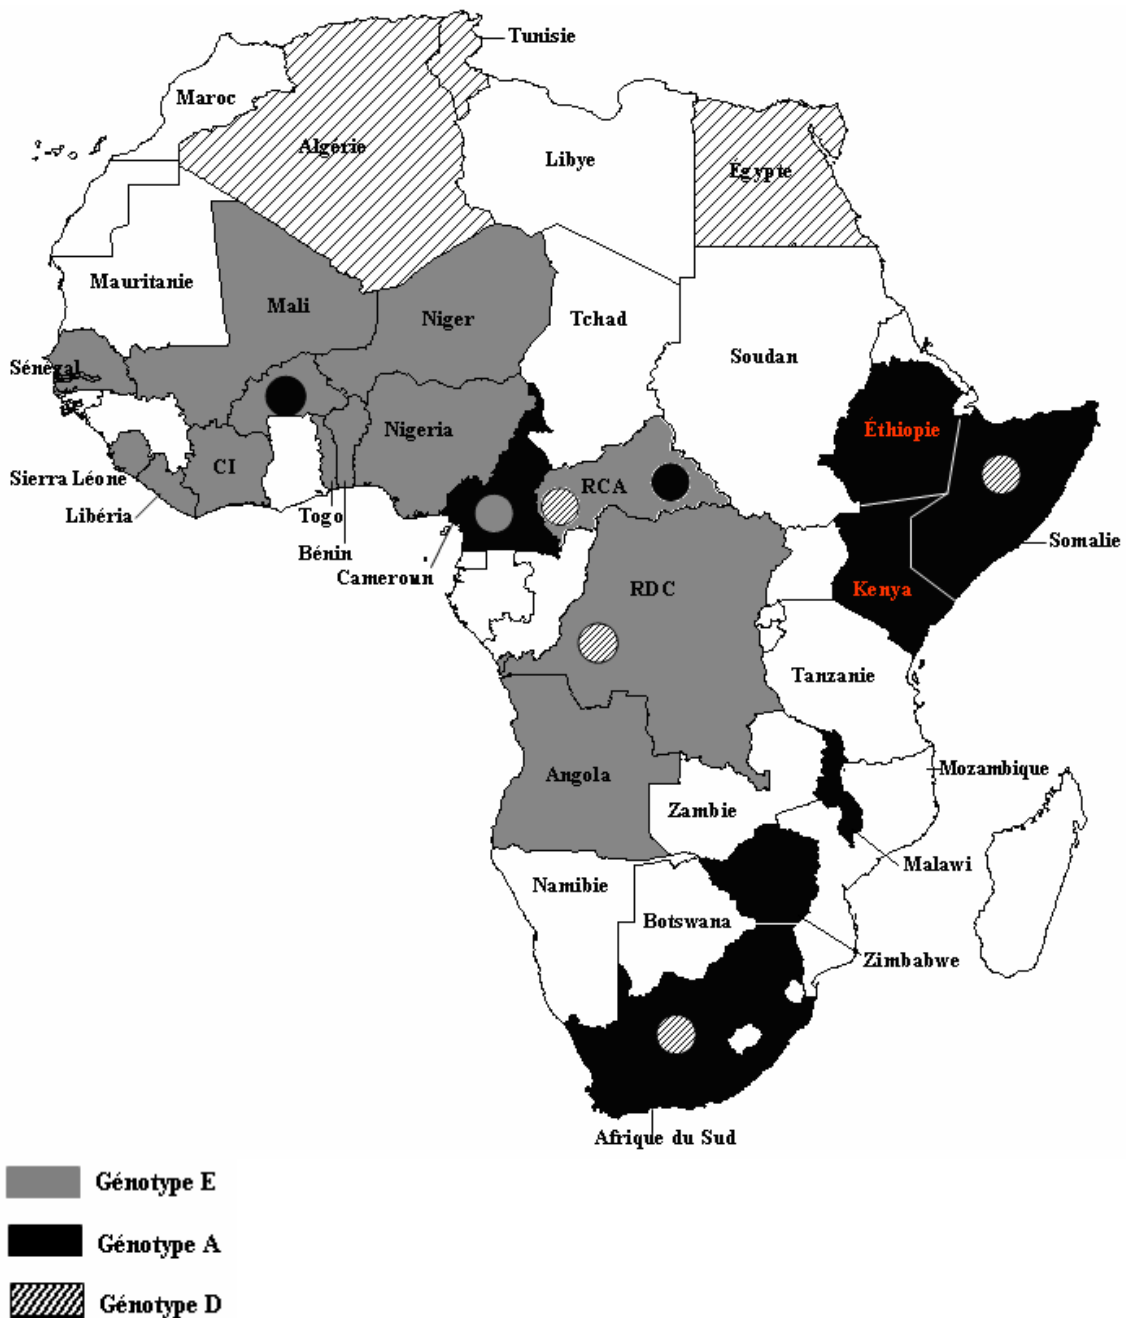 Tunisie
Maroc
Algérie
Libye
Égypte
Mauritanie
Mali
Niger
Tchad
Soudan
Sénégal
Éthiopie
Nigeria
CI
RCA
Sierra Léone
Libéria
Togo
Bénin
Cameroun
Somalie
RDC
Kenya
Tanzanie
Angola
Mozambique
Zambie
Malawi
Namibie
Botswana
Zimbabwe
Afrique du Sud
Génotype E
Génotype A
Génotype D